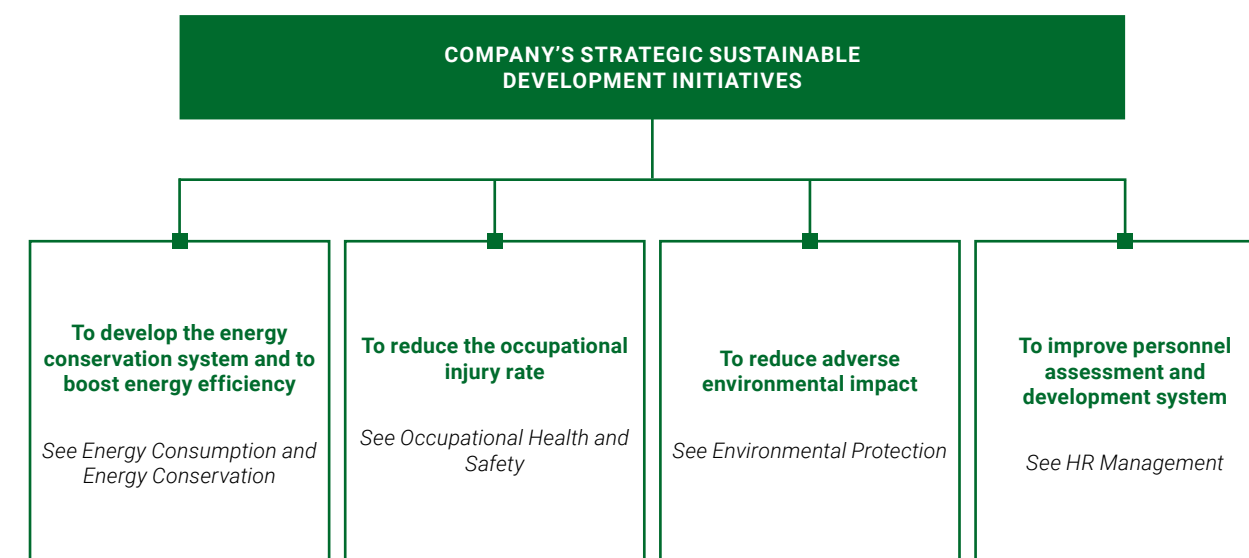 COMPANY’S STRATEGIC SUSTAINABLE
DEVELOPMENT INITIATIVES
To develop the energy
conservation system and to
boost energy efficiency
See Energy Consumption and
Energy Conservation
To reduce the occupational
injury rate
See Occupational Health and
Safety
To reduce adverse
environmental impact
See Environmental Protection
To improve personnel
assessment and
development system
See HR Management